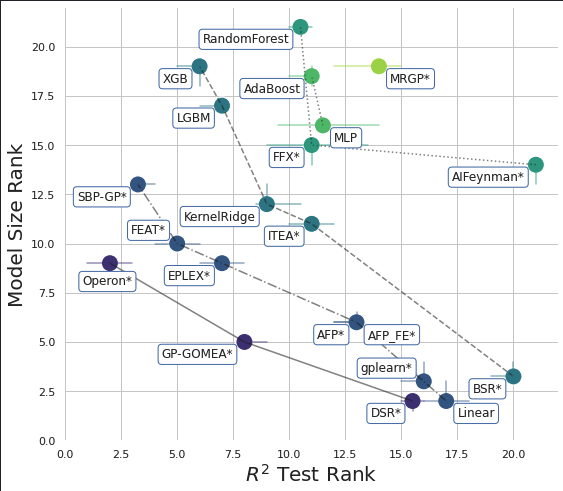 RandomForest
20.0
XGB
MRGP*
AdaBoost
17.5
LGBM
MLP
15.0
FFX*
AIFeynman*
SBP-GP*
12.5
KernelRidge
FEAT*
ITEA*
10.0
EPLEX*
Operon*
7.5
AFP*
AFP_FE*
5.0
GP-GOMEA*
gplearn*
BSR*
2.5
DSR*
Linear
0.0
0.0 2.5 5.0 7.5 10.0 12.5 15.0 17.5 20.0
Model Size Rank
R² Test Rank